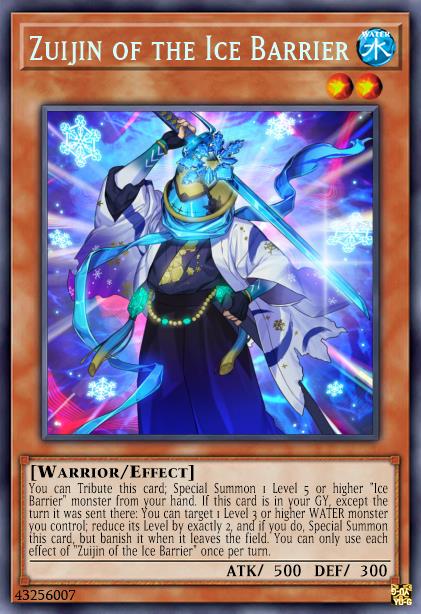 Zuijin of the Ice Barrier
WATER
水
[Warrior/Effect]
You can Tribute this card; Special Summon 1 Level 5 or higher "Ice
Barrier" monster from your hand. If this card is in your GY, except the
turn it was sent there: You can target 1 Level 3 or higher WATER monster
you control; reduce its Level by exactly 2, and if you do, Special Summon
this card, but banish it when it leaves the field. You can only use each
effect of "Zuijin of the Ice Barrier" once per turn.
ATK/ 500 DEF/ 300
43256007